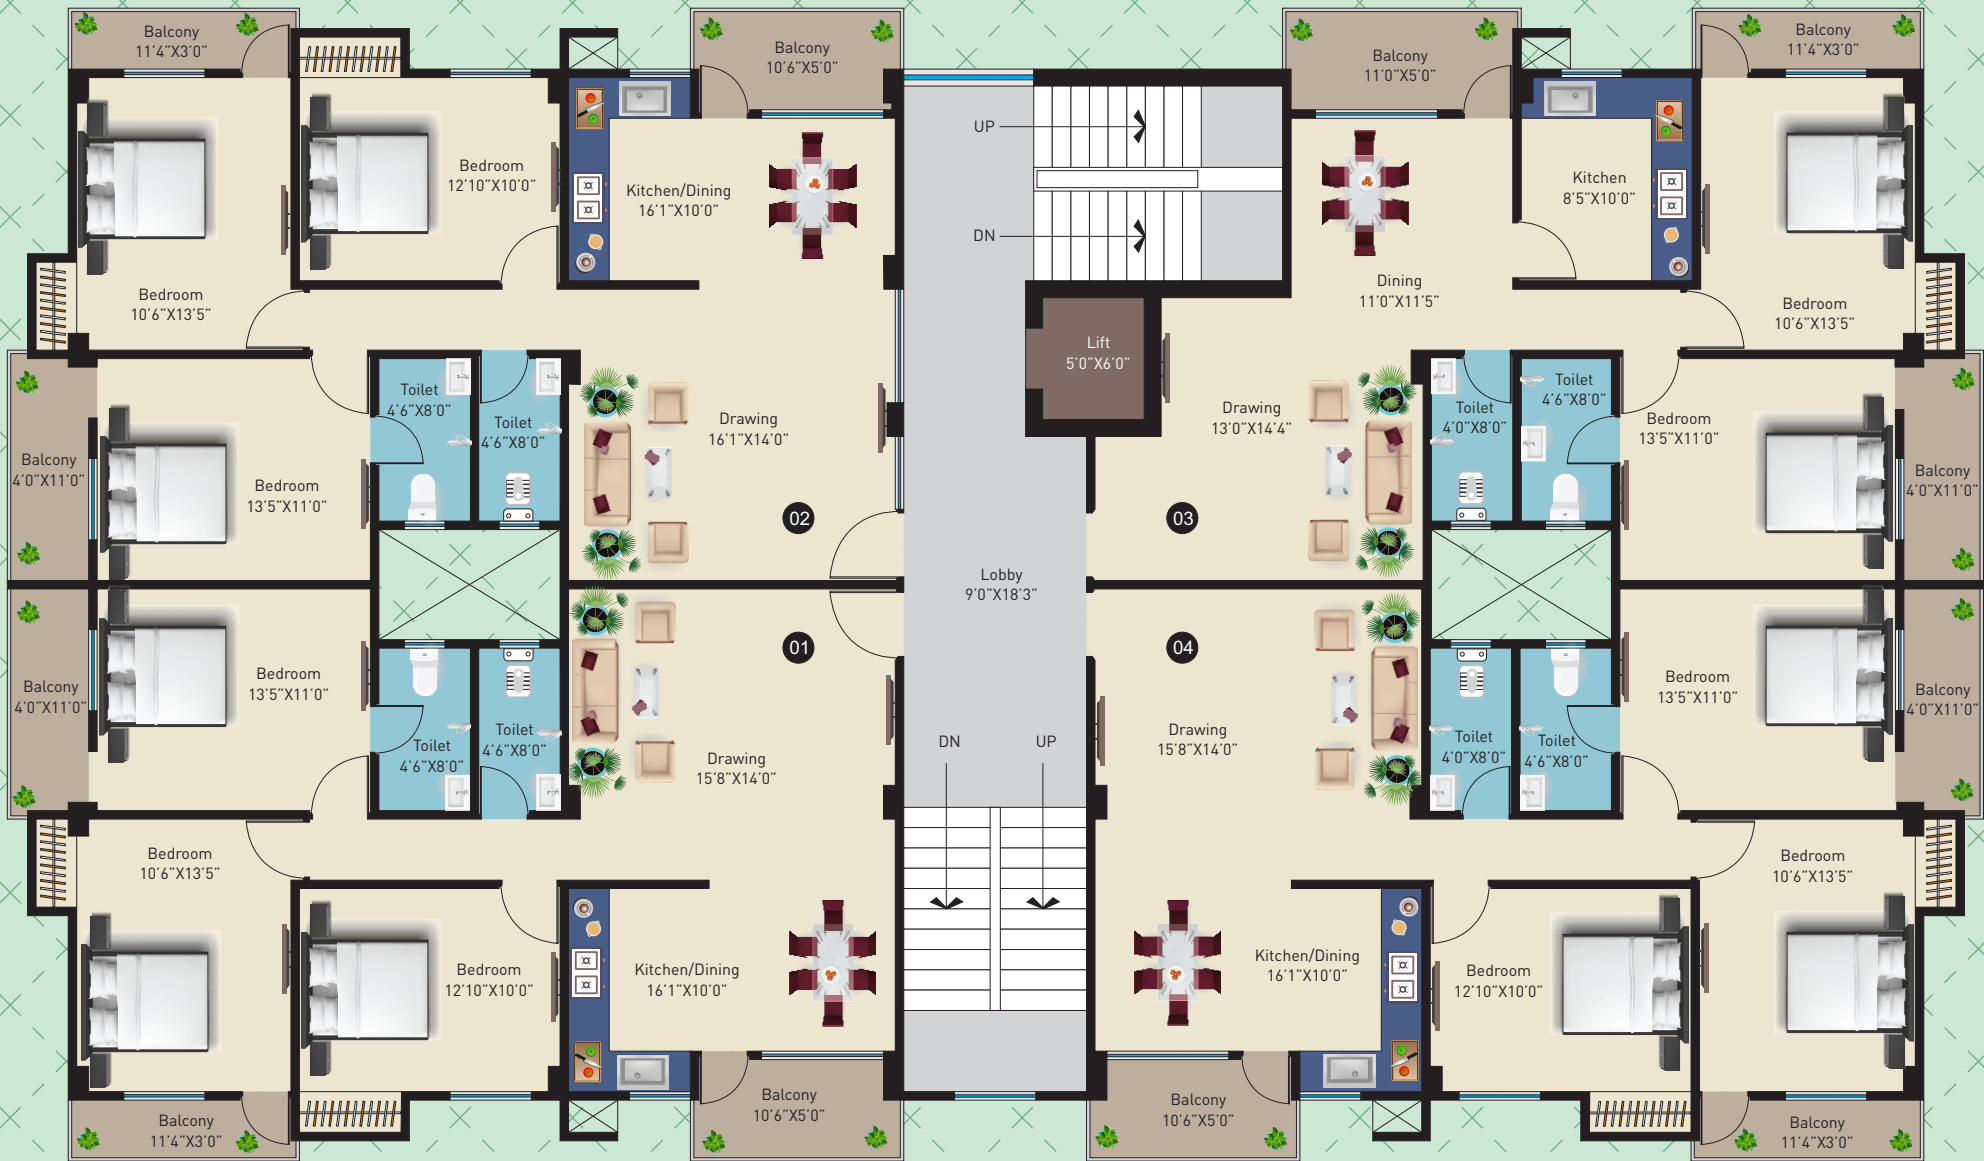 Balcony
11'4"X3'0"
Balcony
10'6"X5'0"
Balcony
11'0"X5'0"
Balcony
11'4"X3'0"
Bedroom
12'10"X10'0"
Kitchen/Dining
16'1"X10'0"
UP
DN
Kitchen
8'5"X10'0"
Bedroom
10'6"X13'5"
Dining
11'0"X11'5"
Bedroom
10'6"X13'5"
Lift
5'0"X6'0"
Toilet
4'6"X8'0"
Toilet
4'6"X8'0"
Drawing
16'1"X14'0"
Drawing
13'0"X14'4"
Toilet
4'0"X8'0"
Toilet
4'6"X8'0"
Bedroom
13'5"X11'0"
Balcony
4'0"X11'0"
Bedroom
13'5"X11'0"
Balcony
4'0"X11'0"
02
03
Lobby
9'0"X18'3"
01
04
Balcony
4'0"X11'0"
Bedroom
13'5"X11'0"
Bedroom
13'5"X11'0"
Balcony
4'0"X11'0"
Toilet
4'6"X8'0"
Toilet
4'6"X8'0"
Drawing
15'8"X14'0"
DN
UP
Drawing
15'8"X14'0"
Toilet
4'0"X8'0"
Toilet
4'6"X8'0"
Bedroom
10'6"X13'5"
Bedroom
10'6"X13'5"
Bedroom
12'10"X10'0"
Kitchen/Dining
16'1"X10'0"
Kitchen/Dining
16'1"X10'0"
Bedroom
12'10"X10'0"
Balcony
11'4"X3'0"
Balcony
10'6"X5'0"
Balcony
10'6"X5'0"
Balcony
11'4"X3'0"